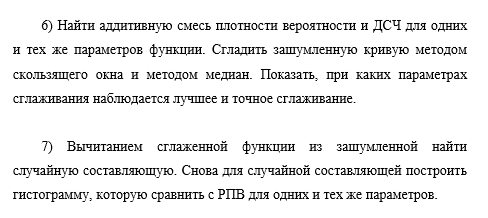 6) Найти аддитивную смесь плотности вероятности и ДСЧ для одних
и тех же параметров функции. Сгладить зашумленную кривую методом
скользящего окна и методом медиан. Показать, при каких параметрах
сглаживания наблюдается лучшее и точное сглаживание.
7) Вычитанием сглаженной функции из зашумленной найти
случайную составляющую. Снова для случайной составляющей построить
гистограмму, которую сравнить с РПВ для одних и тех же параметров.